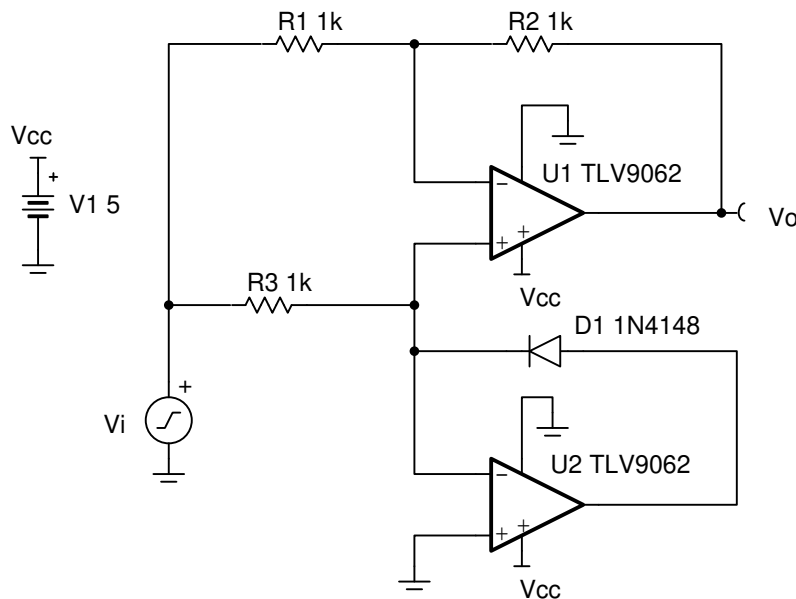 R1 1k
R2 1k
Vcc
+
V1 5
U1 TLV9062
−
+
+
Vo
Vcc
R3 1k
D1 1N4148
+
Vi
U2 TLV9062
−
+
+
Vcc